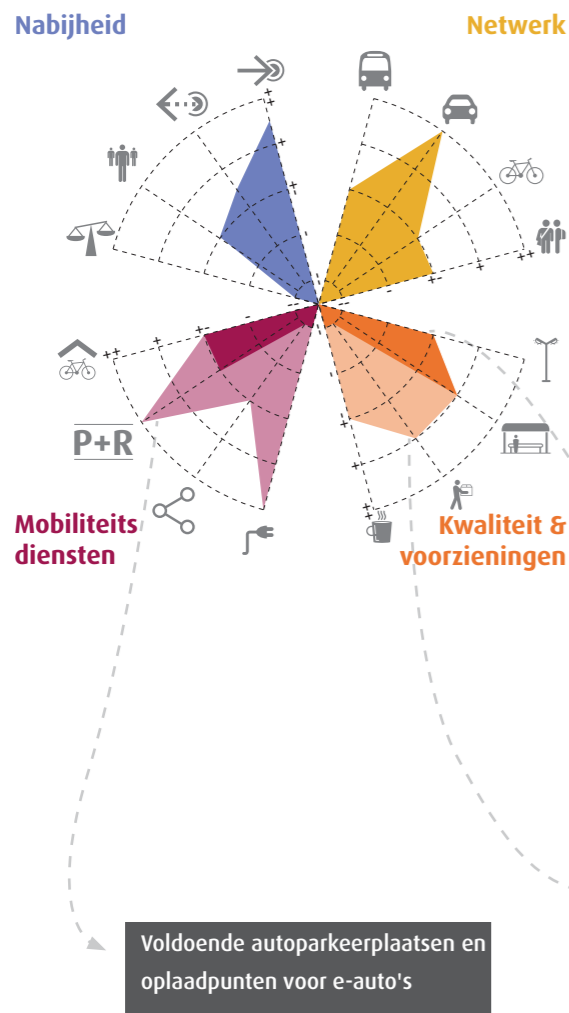 Nabijheid
Netwerk
P+R
Mobiliteits
diensten
Kwaliteit &
voorzieningen
Voldoende autoparkeerplaatsen en
oplaadpunten voor e-auto's